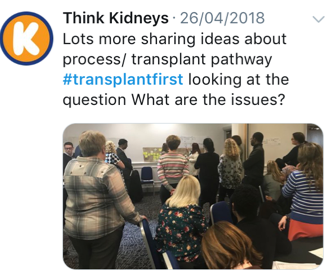 K
Think Kidneys · 26/04/2018
Lots more sharing ideas about
process/ transplant pathway
#transplantfirst looking at the
question What are the issues?